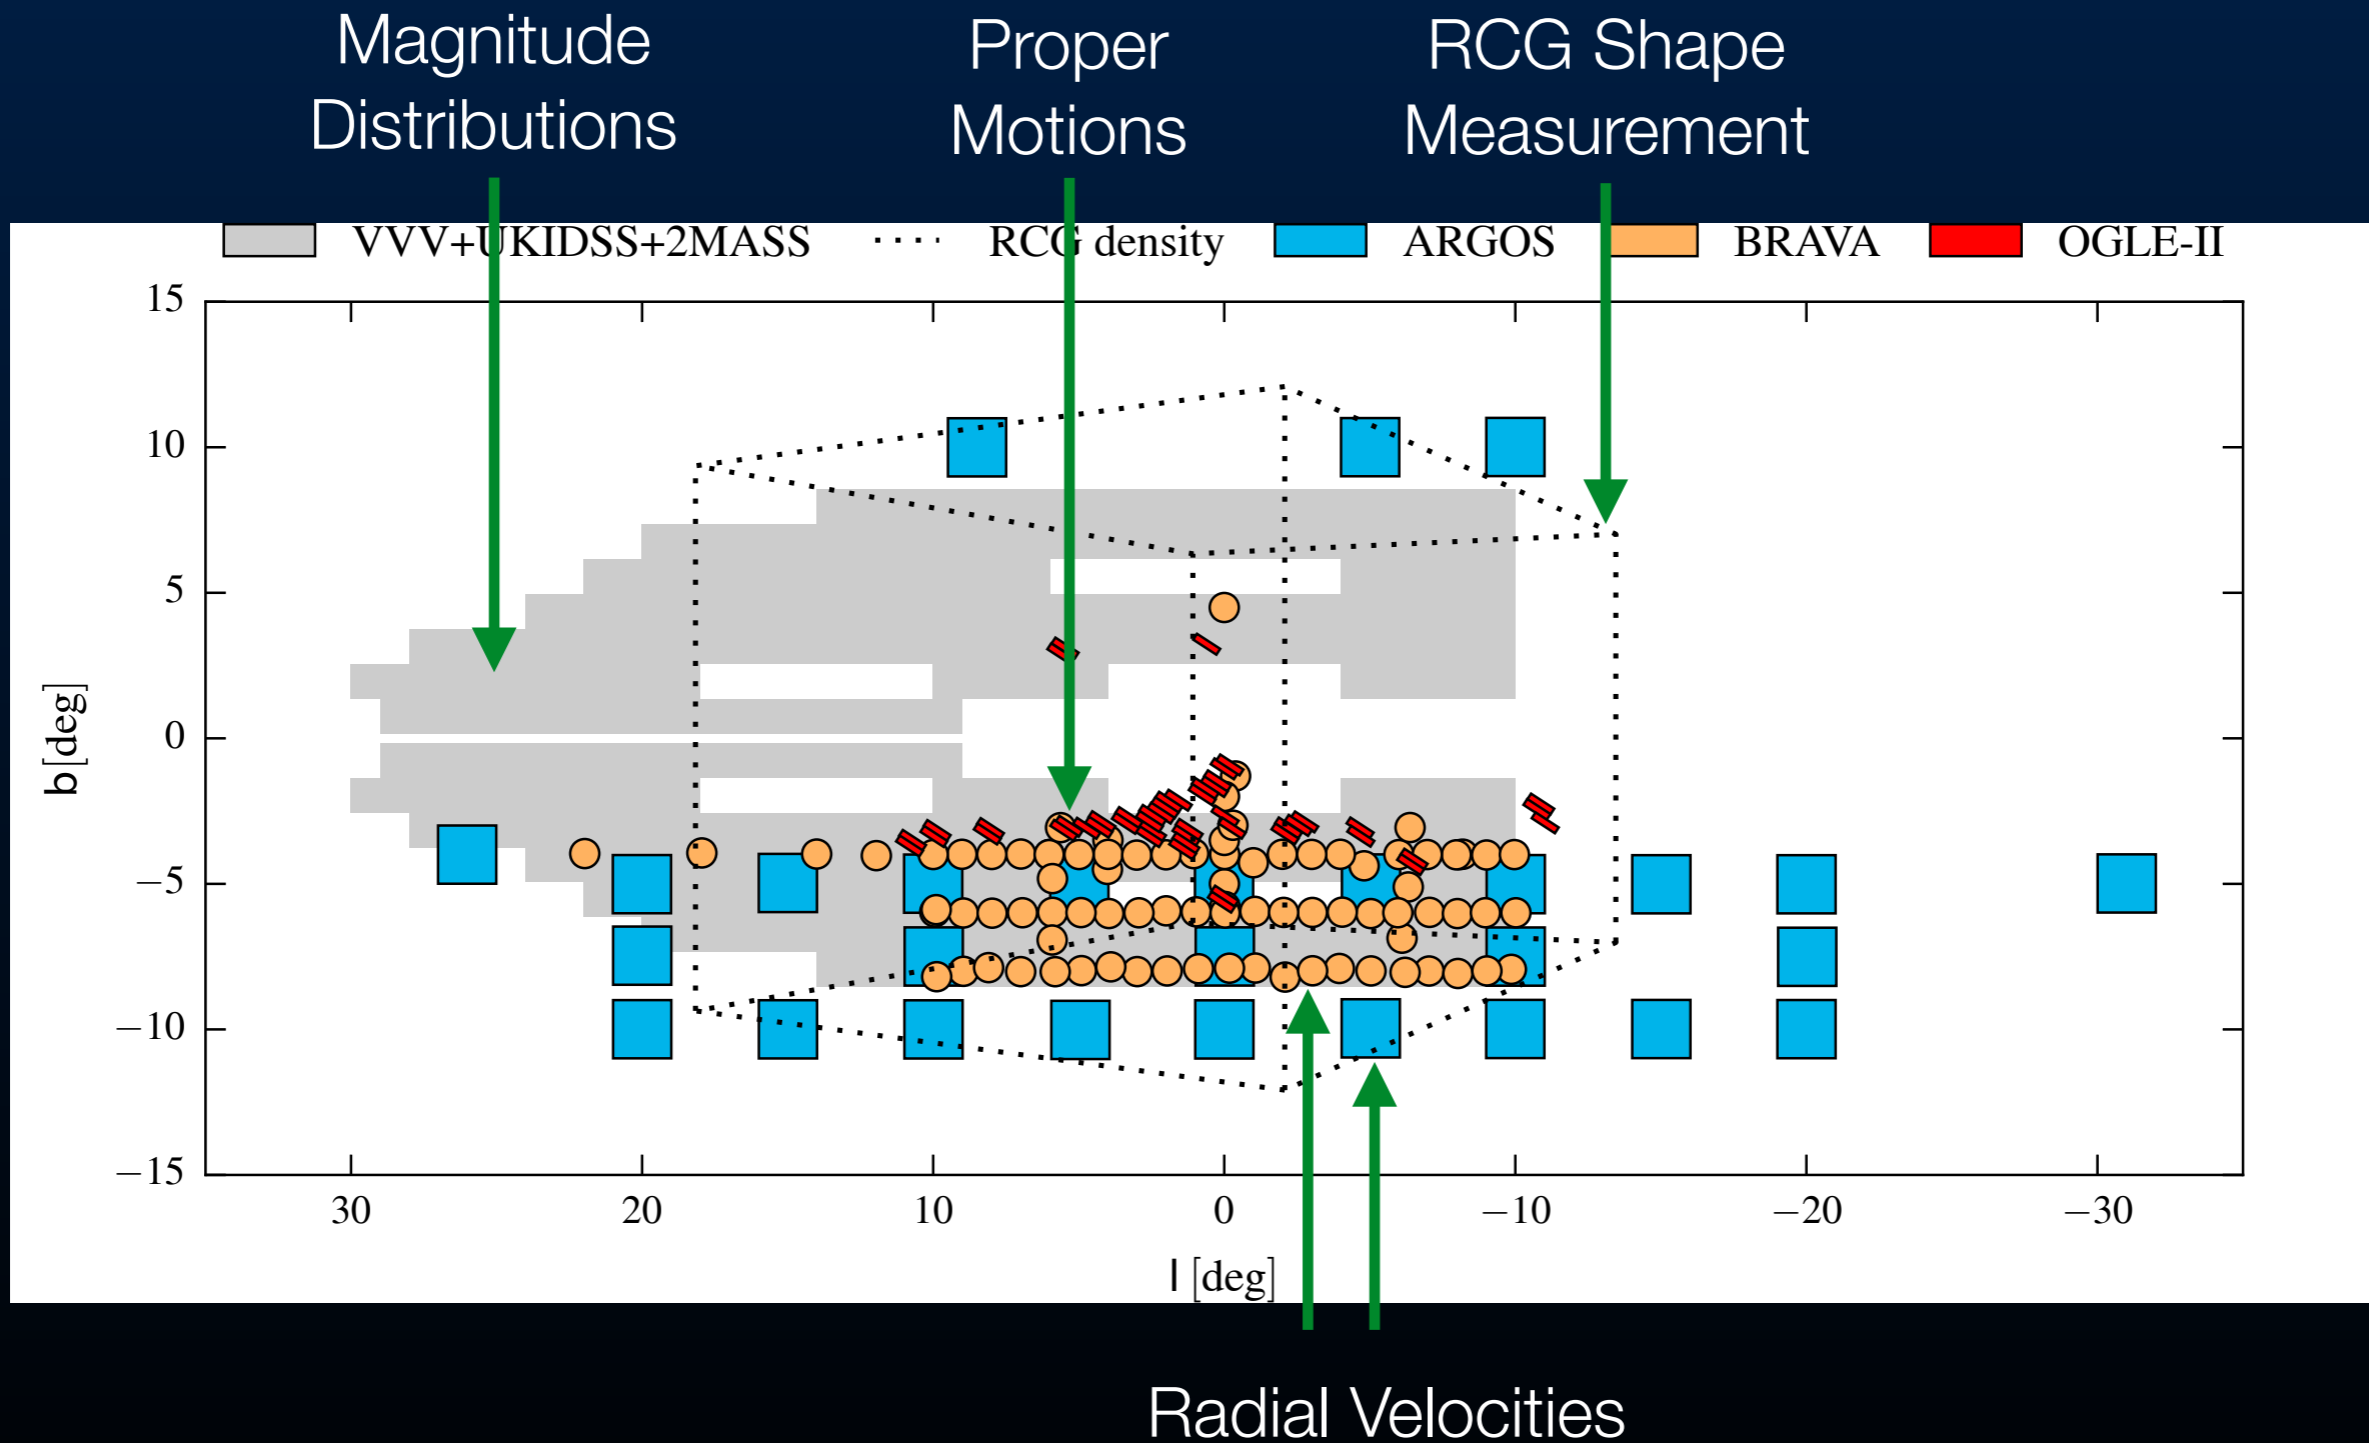 Magnitude
Distributions
Proper
Motions
RCG Shape
Measurement
VVV+UKIDSS+2MASS
RCG density
ARGOS
BRAVA
OGLE-II
15
10
5
0
−5
−10
−15
b[deg]
30
20
10
0
−10
−20
−30
l [deg]
Radial Velocities